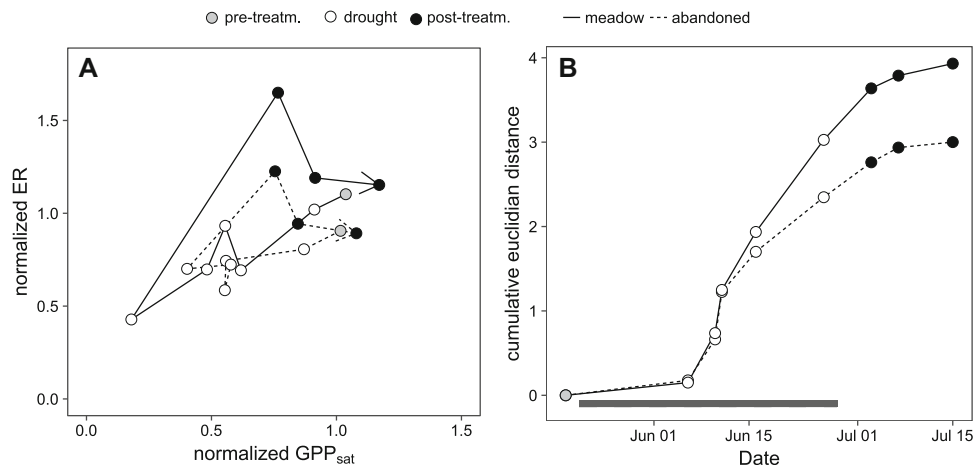 pre-treatm. drought post-treatm. meadow abandoned
A
1.5
1.0
0.5
0.0
normalized ER
0.0 0.5 1.0 1.5
normalized GPPsat
B
4
3
2
1
0
cumulative euclidian distance
Jun 01 Jun 15 Jul 01 Jul 15
Date